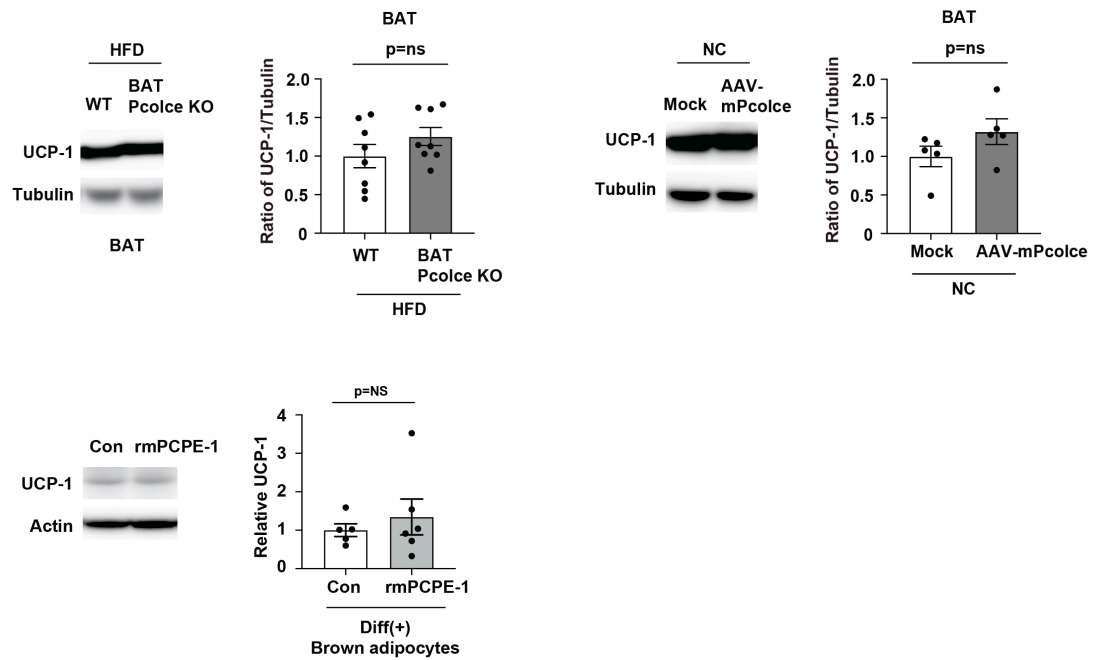 HFD
WT
BAT
Pcolce KO
UCP-1
Tubulin
BAT
BAT
p=ns
Ratio of UCP-1/Tubulin
2.0
1.5
1.0
0.5
0
WT
BAT
Pcolce KO
HFD
NC
Mock
AAV-
mPcolce
UCP-1
Tubulin
BAT
p=ns
Ratio of UCP-1/Tubulin
2.0
1.5
1.0
0.5
0
Mock
AAV-mPcolce
NC
Con rmPCPE-1
UCP-1
Actin
p=NS
Relative UCP-1
4
3
2
1
0
Con
rmPCPE-1
Diff(+)
Brown adipocytes